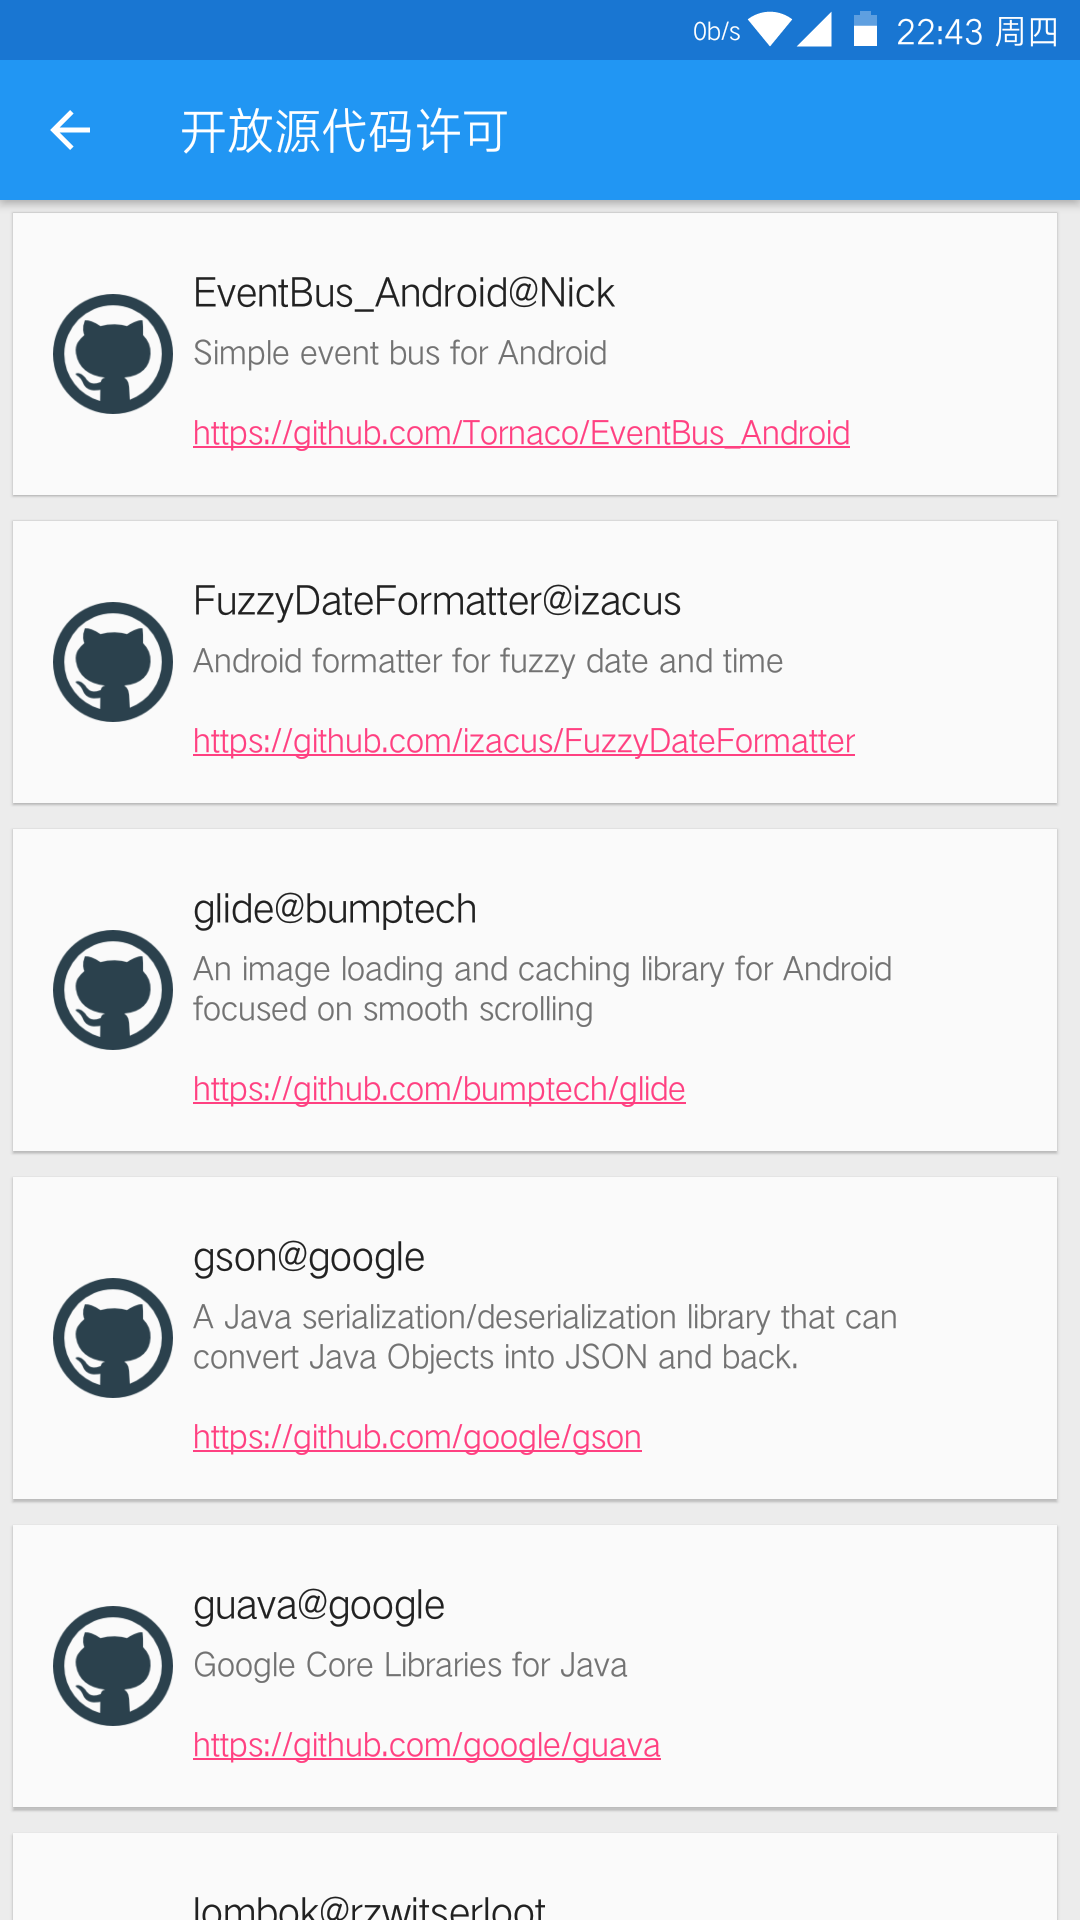 0b/s 22:43 周四
开放源代码许可
EventBus_Android@Nick
Simple event bus for Android
https://github.com/Tornaco/EventBus_Android
FuzzyDateFormatter@izacus
Android formatter for fuzzy date and time
https://github.com/izacus/FuzzyDateFormatter
glide@bumptech
An image loading and caching library for Android
focused on smooth scrolling
https://github.com/bumptech/glide
gson@google
A Java serialization/deserialization library that can
convert Java Objects into JSON and back.
https://github.com/google/gson
guava@google
Google Core Libraries for Java
https://github.com/google/guava
lombok@rzwitserloot